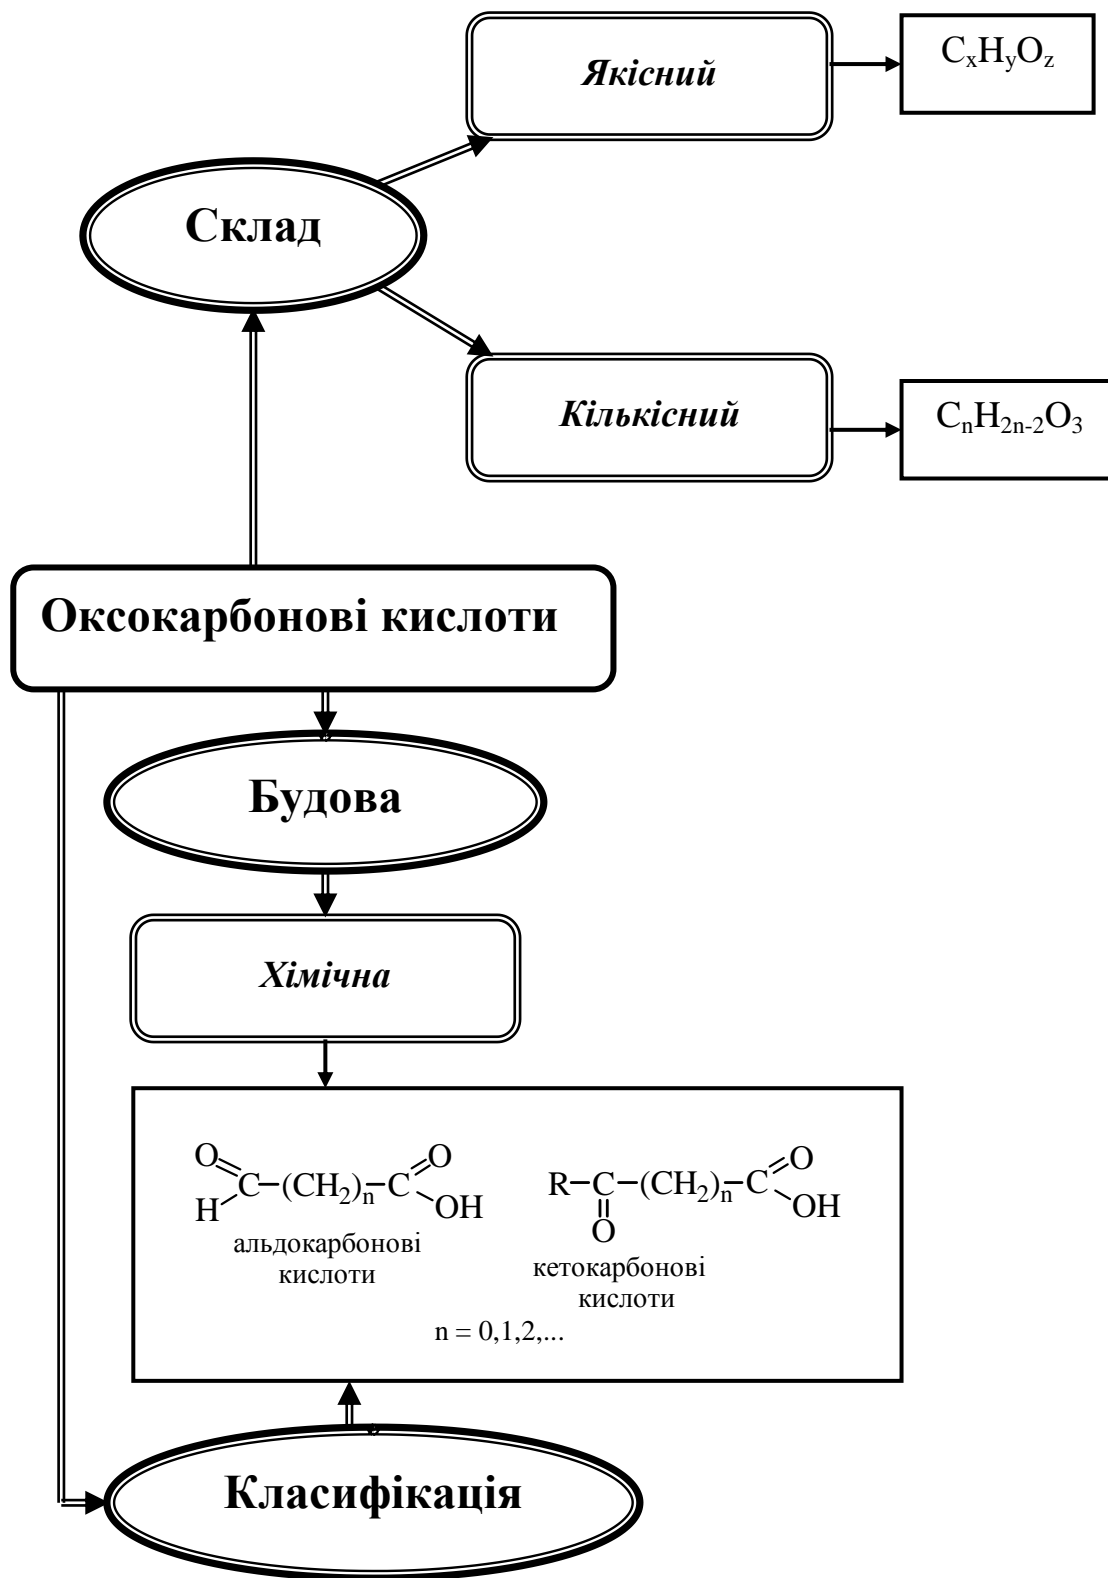 Якісний
CₓHᵧO_z
Склад
Кількісний
CₙH₂ₙ₋₂O₃
Оксокарбонові кислоти
Будова
Хімічна
O
O
C–(CH₂)ₙ–C
H
OH
альдокарбонові
кислоти
O
R–C–(CH₂)ₙ–C
OH
O
кетокарбонові
кислоти
n = 0,1,2,...
Класифікація